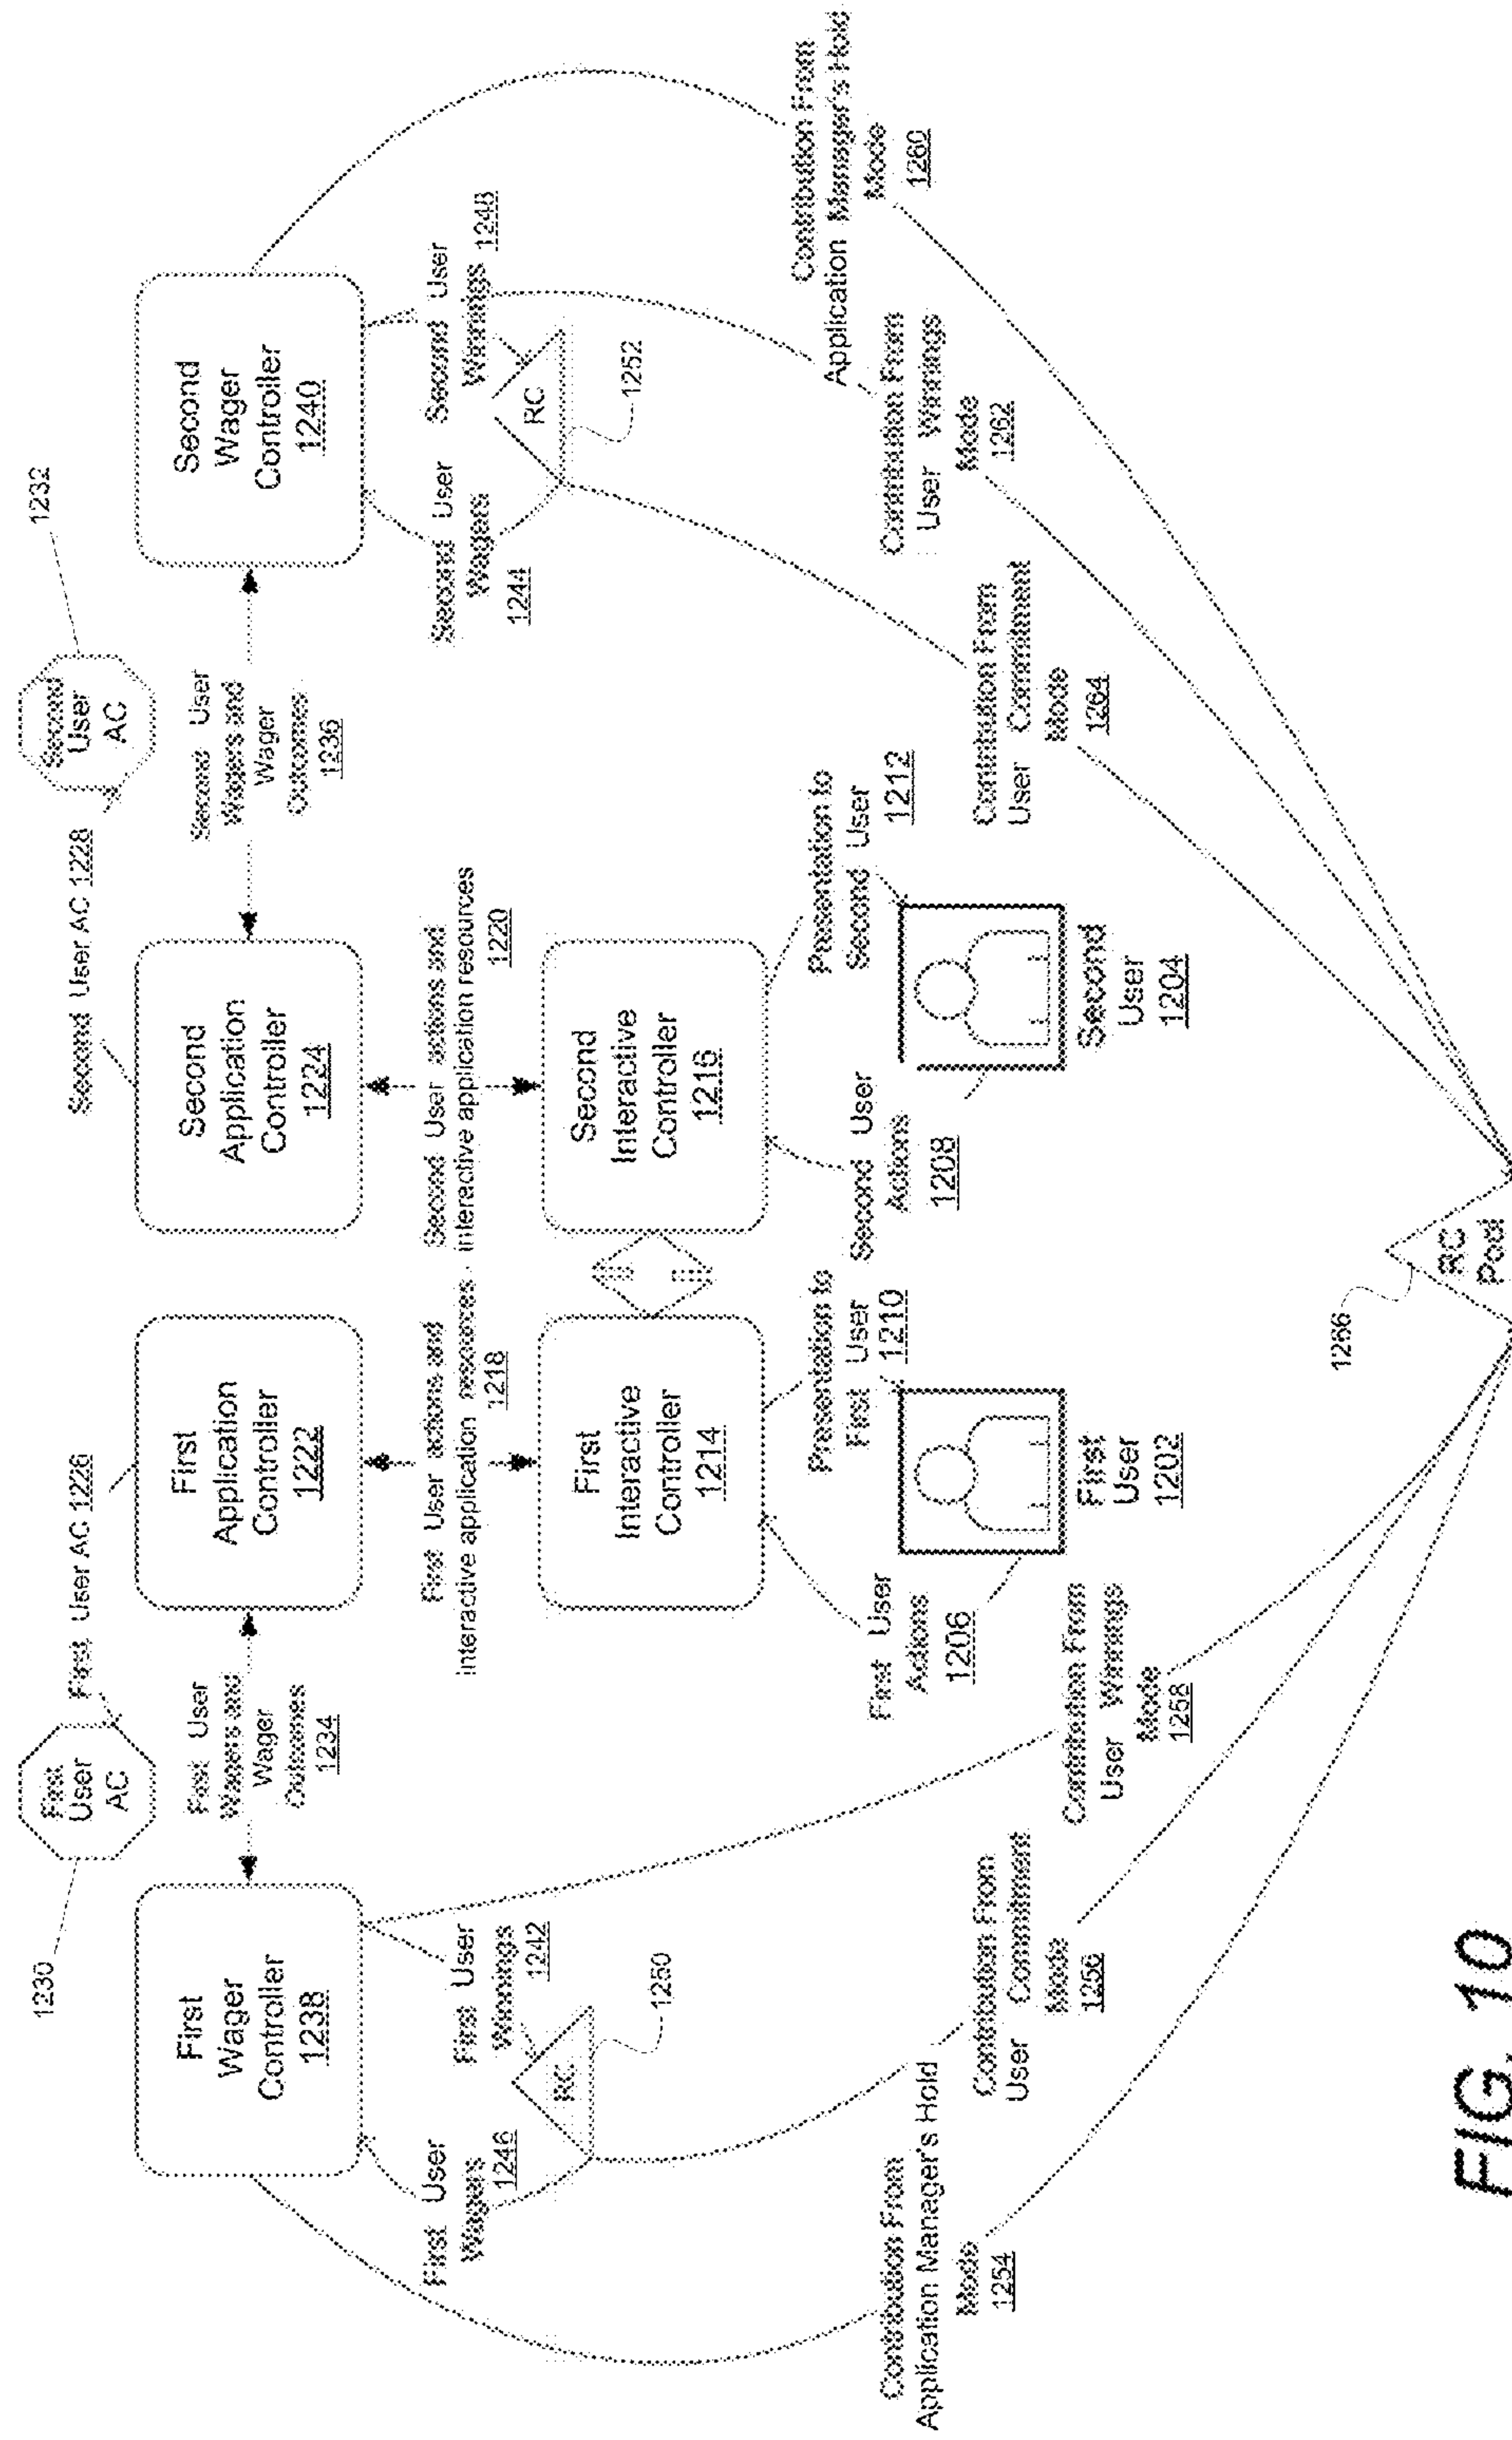 1230
First
User
AC
First User AC 1226
Second User AC 1228
Second
User
AC
1232
First
Wager
Controller
1238
First User
Wagers and
Wager
Outcomes
1234
First
Application
Controller
1222
Second
Application
Controller
1224
Second User
Wagers and
Wager
Outcomes
1236
Second
Wager
Controller
1240
First User
Wagers
1246
First User
Winnings
1242
RC
1250
First User actions and
interactive application resources
1218
Second User actions and
interactive application resources
1220
Second User
Wagers
1244
Second User
Winnings 1248
RC
1252
First
Interactive
Controller
1214
Second
Interactive
Controller
1216
First User
Actions
1206
Presentation to
First User
1210
Second User
Actions
1208
Presentation to
Second User
1212
First
User
1202
Second
User
1204
Contribution From
Application Manager's Hold
Mode
1254
Contribution From
User Commitment
Mode
1256
Contribution From
User Winnings
Mode
1258
Contribution From
User Commitment
Mode
1264
Contribution From
User Winnings
Mode
1262
Contribution From
Application Manager's Hold
Mode
1260
1266
RC
Pool
FIG. 10